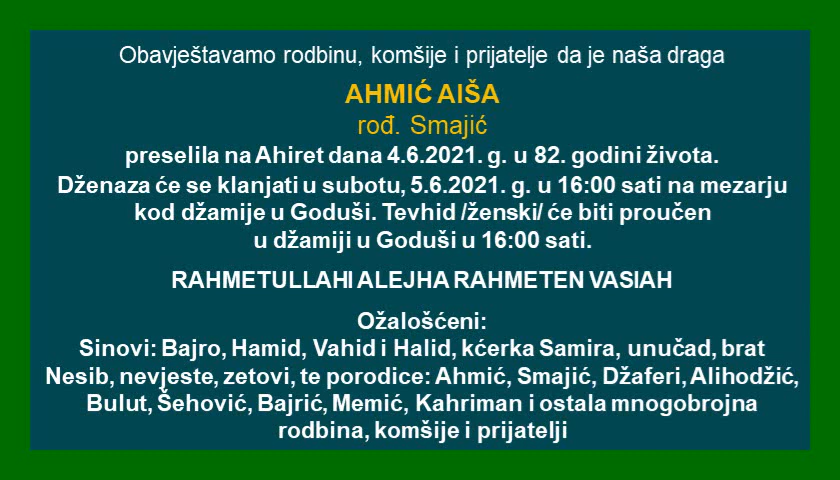 Obavještavamo rodbinu, komšije i prijatelje da je naša draga
AHMIĆ AIŠA
rođ. Smajić
preselila na Ahiret dana 4.6.2021. g. u 82. godini života.
Dženaza će se klanjati u subotu, 5.6.2021. g. u 16:00 sati na mezarju
kod džamije u Goduši. Tevhid /ženski/ će biti proučen
u džamiji u Goduši u 16:00 sati.
RAHMETULLAHI ALEJHA RAHMETEN VASIAH
Ožalošćeni:
Sinovi: Bajro, Hamid, Vahid i Halid, kćerka Samira, unučad, brat
Nesib, nevjeste, zetovi, te porodice: Ahmić, Smajić, Džaferi, Alihodžić,
Bulut, Šehović, Bajrić, Memić, Kahriman i ostala mnogobrojna
rodbina, komšije i prijatelji